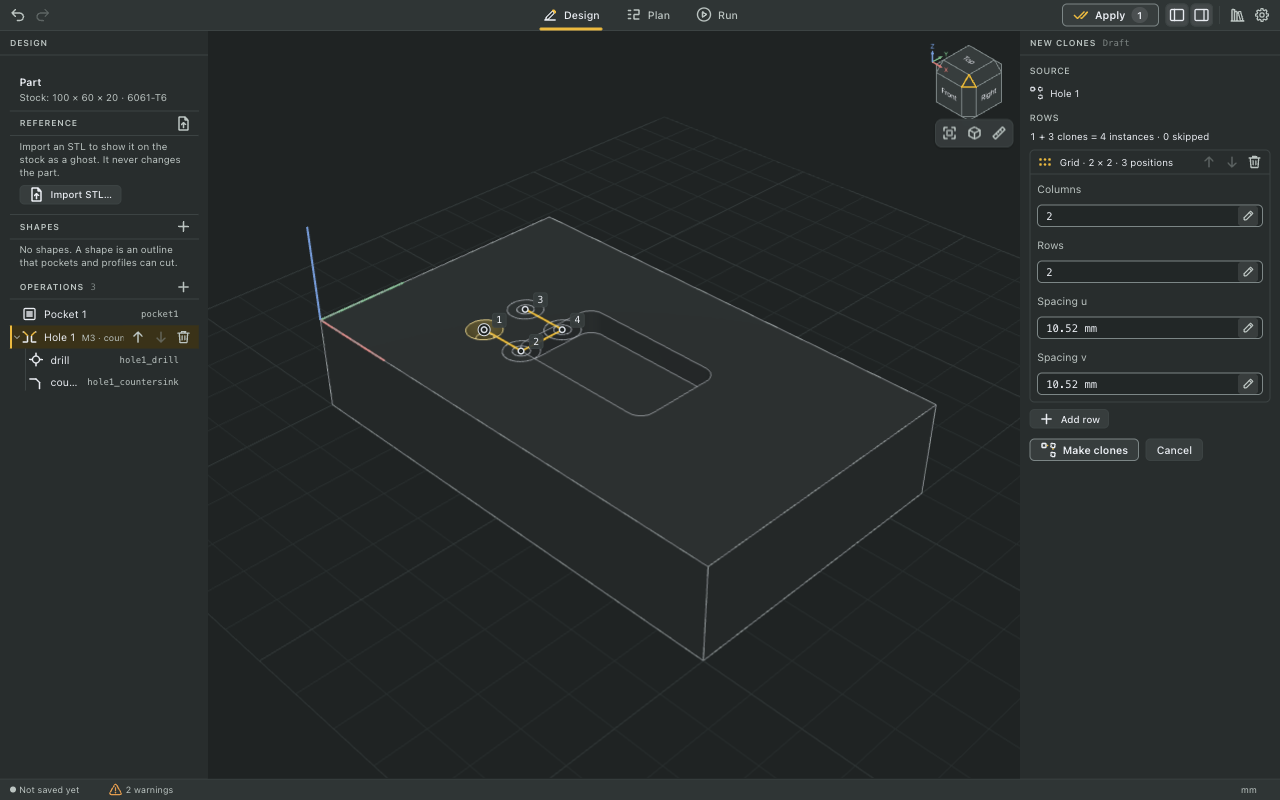 Design
Plan
Run
Apply 1
DESIGN
Part
Stock: 100 × 60 × 20 · 6061-T6
REFERENCE
Import an STL to show it on the
stock as a ghost. It never changes
the part.
Import STL...
SHAPES
No shapes. A shape is an outline
that pockets and profiles can cut.
OPERATIONS 3
Pocket 1 pocket1
Hole 1 M3 · coun
drill hole1_drill
cou... hole1_countersink
Z
Y
X
Top
Front
Right
1
2
3
4
NEW CLONES Draft
SOURCE
Hole 1
ROWS
1 + 3 clones = 4 instances · 0 skipped
Grid · 2 × 2 · 3 positions
Columns
2
Rows
2
Spacing u
10.52 mm
Spacing v
10.52 mm
Add row
Make clones
Cancel
Not saved yet
2 warnings
mm